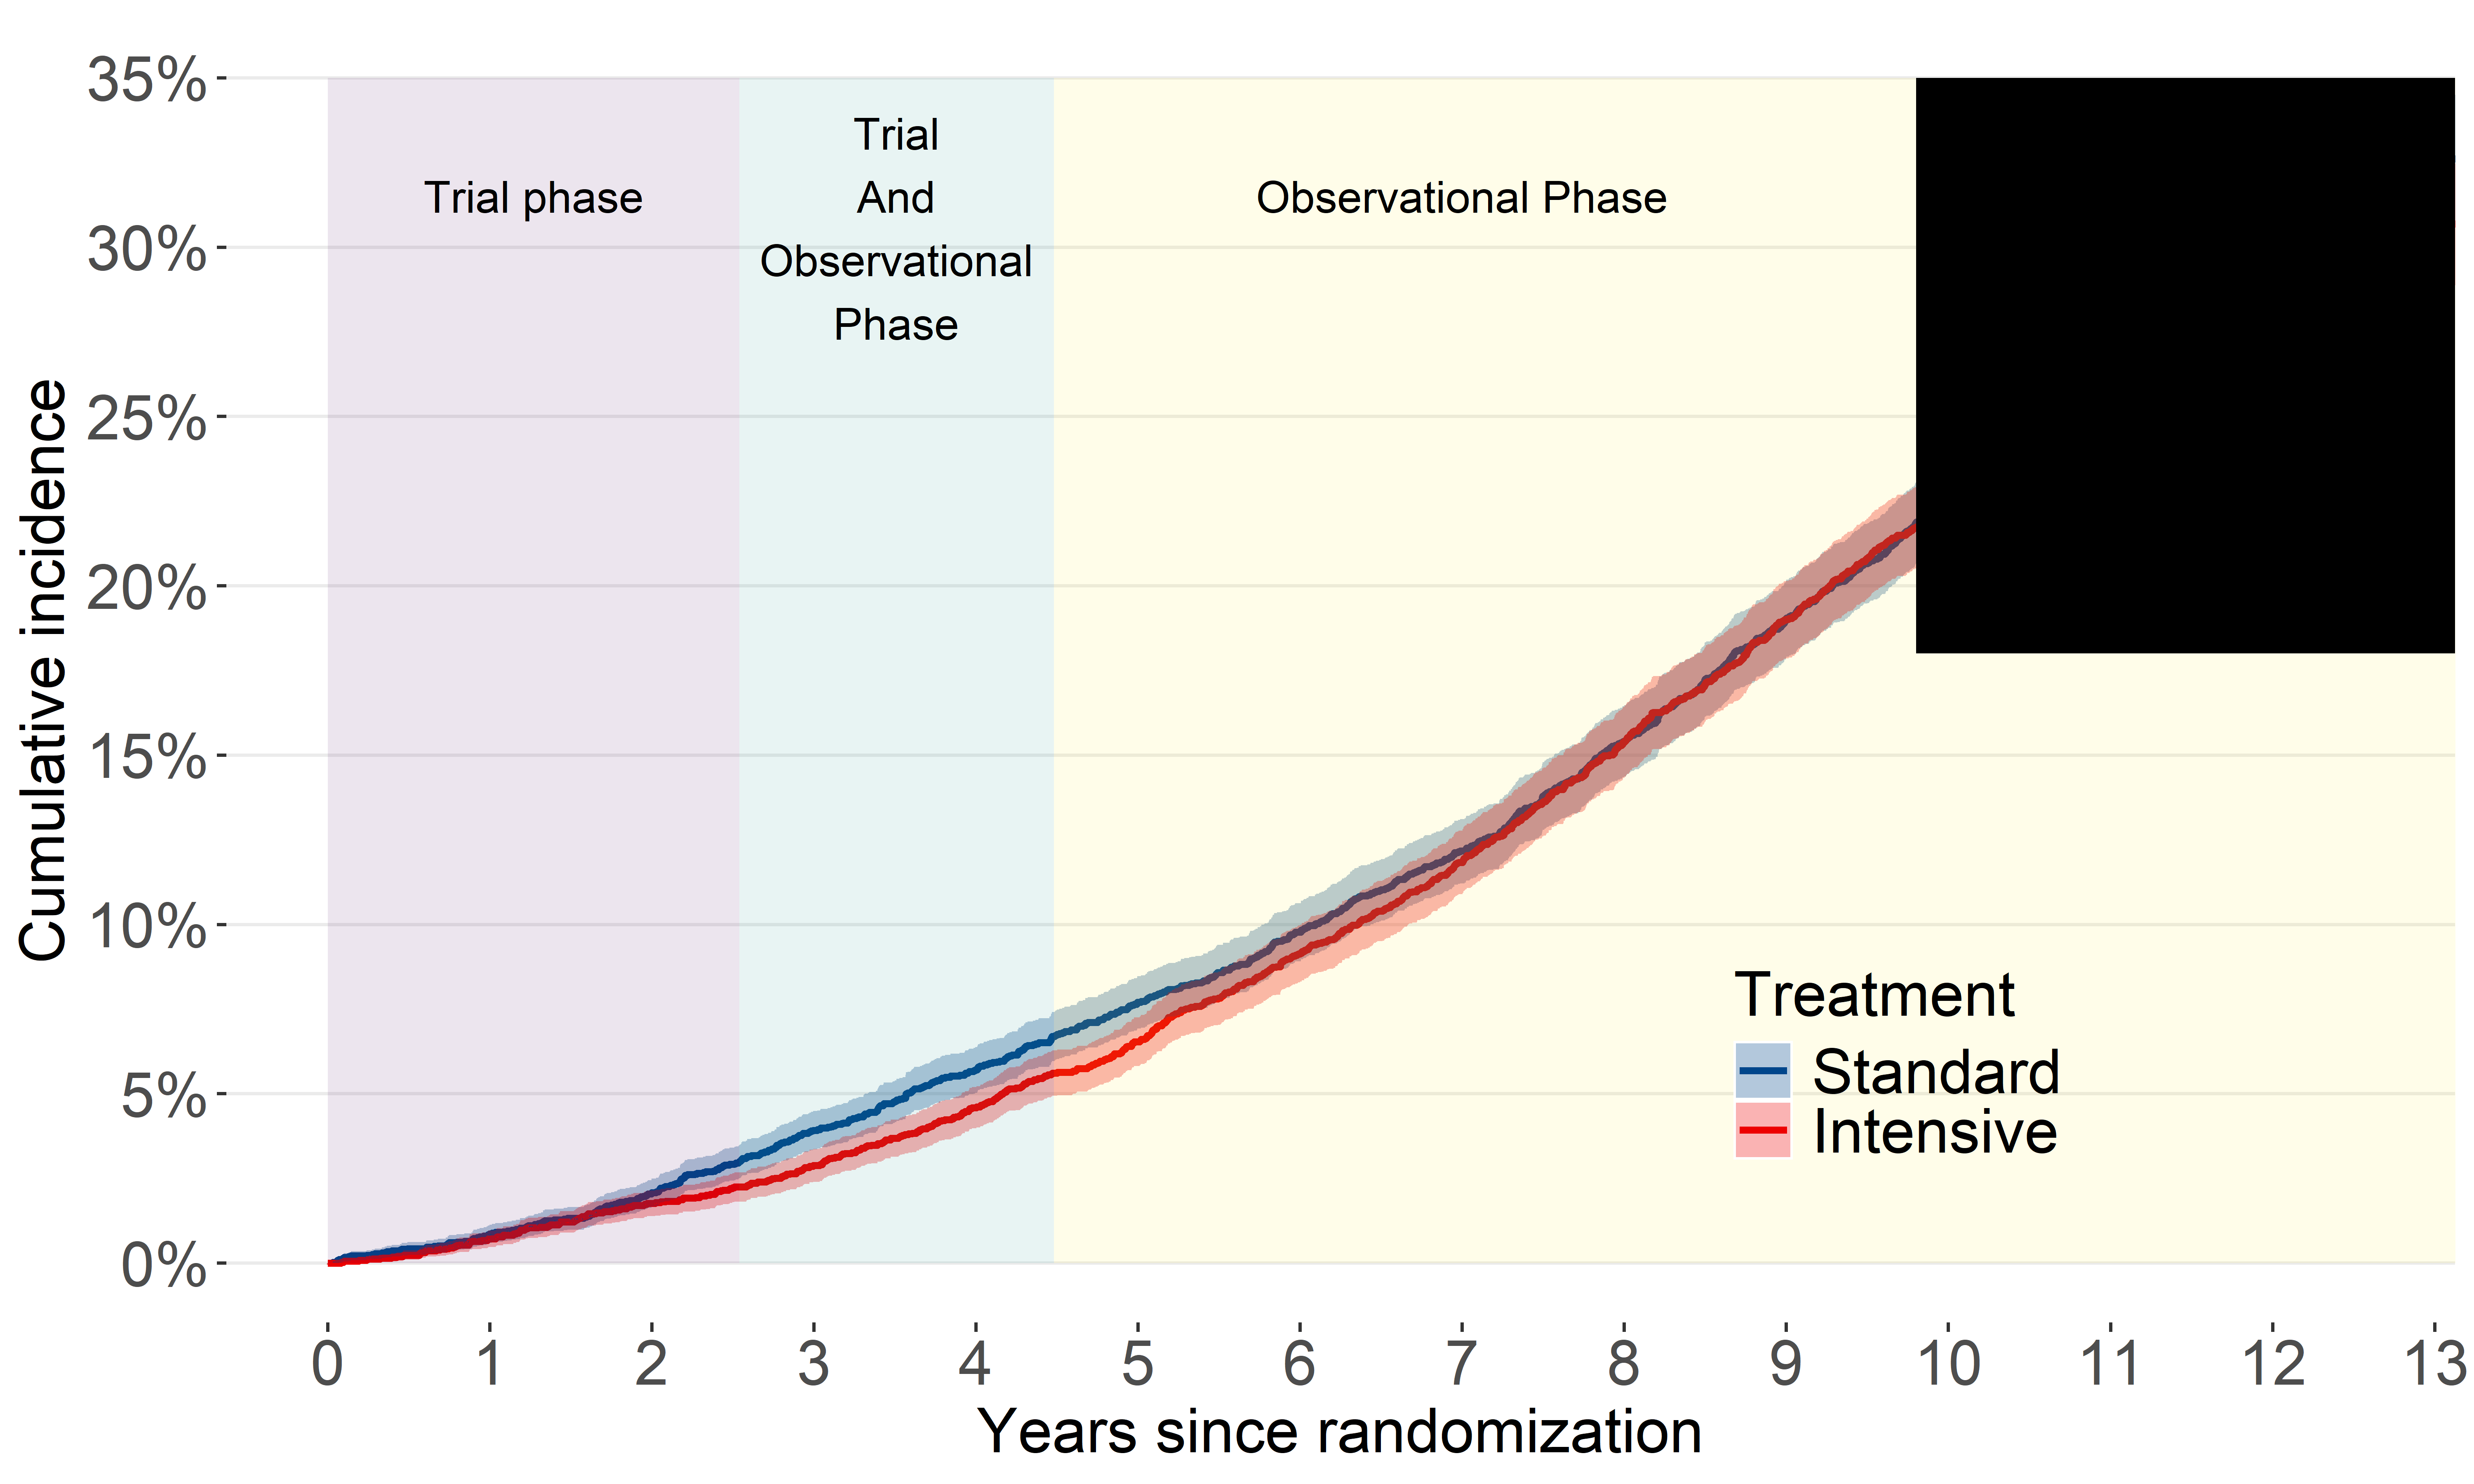 35%
30%
25%
20%
15%
10%
5%
0%
Cumulative incidence
Trial phase
Trial
And
Observational
Phase
Observational Phase
Treatment
Standard
Intensive
0 1 2 3 4 5 6 7 8 9 10 11 12 13
Years since randomization